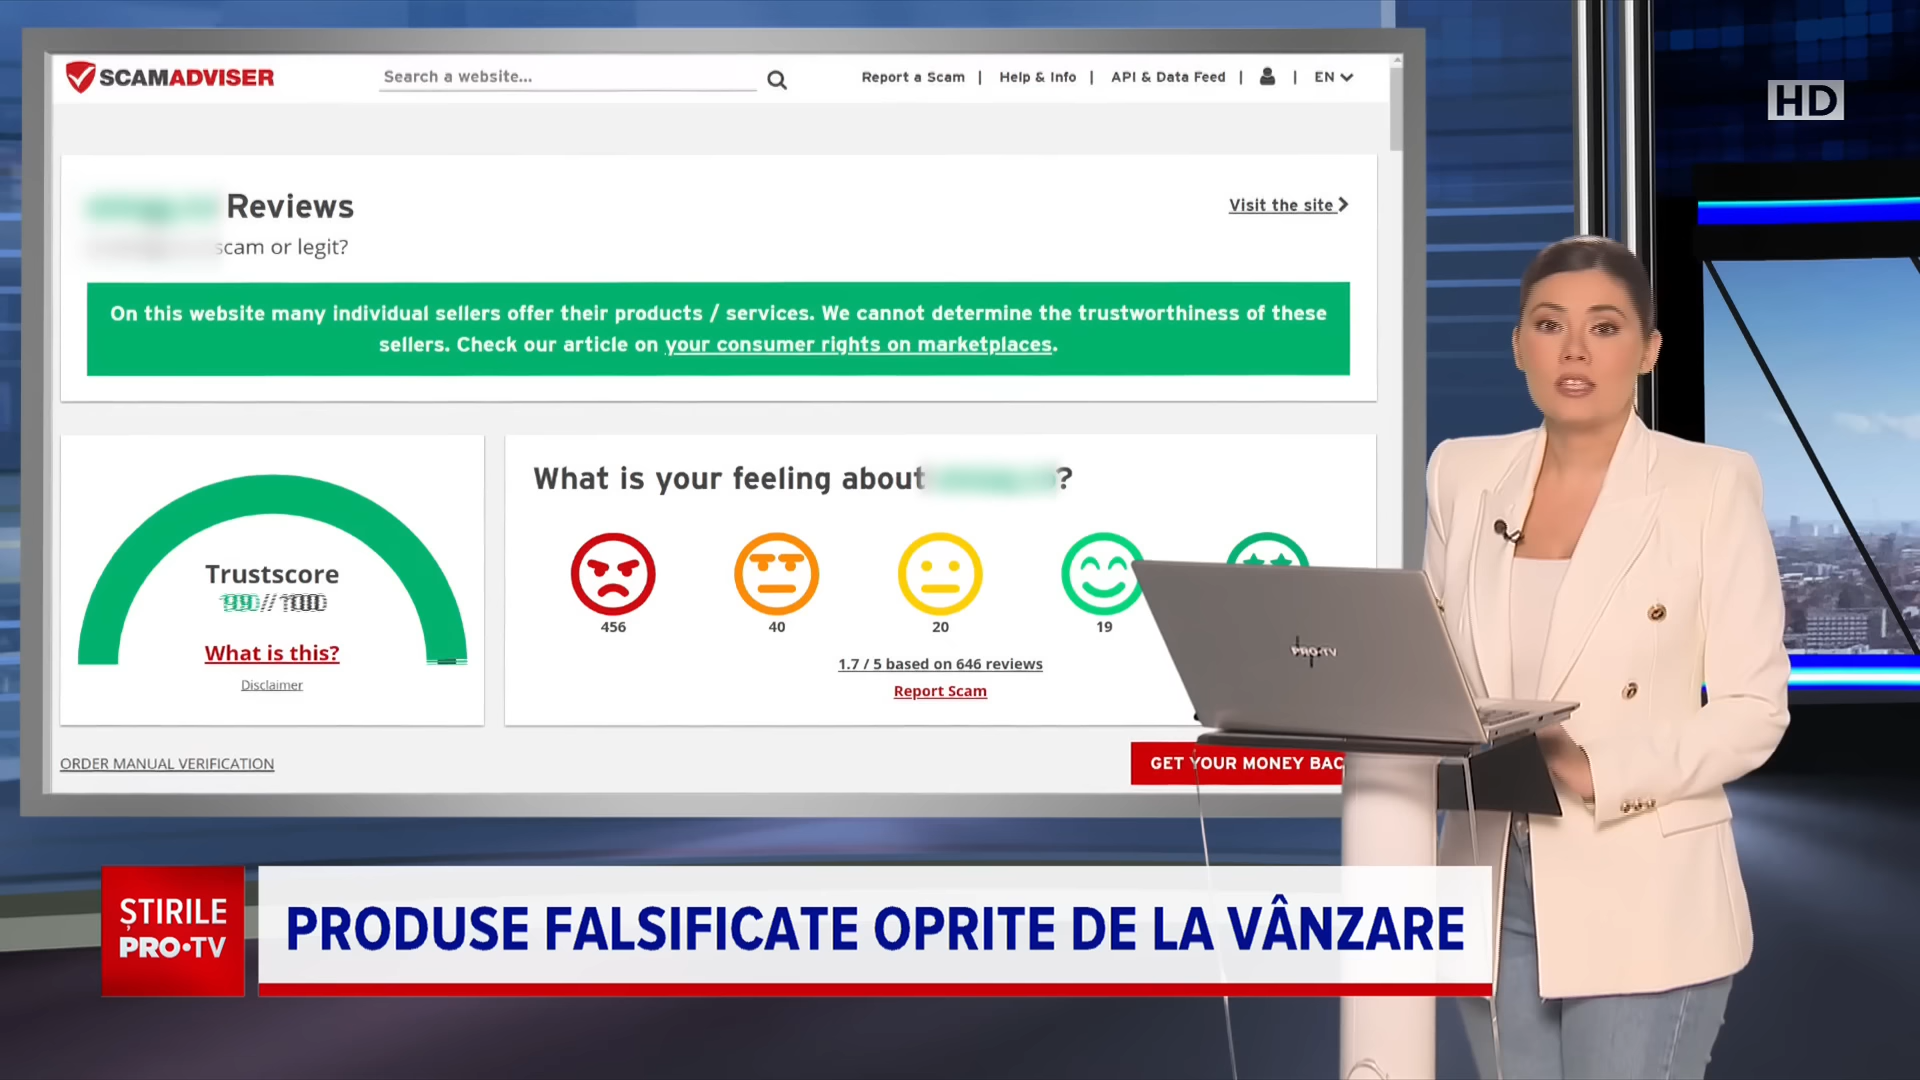 SCAMADVISER
Search a website...
Report a Scam | Help & Info | API & Data Feed | | EN
HD
Reviews
Visit the site
scam or legit?
On this website many individual sellers offer their products / services. We cannot determine the trustworthiness of these
sellers. Check our article on your consumer rights on marketplaces.
What is your feeling about ?
Trustscore
What is this?
Disclaimer
456
40
20
19
1.7 / 5 based on 646 reviews
Report Scam
PRO•TV
ORDER MANUAL VERIFICATION
GET YOUR MONEY BAC
ȘTIRILE
PRO•TV
PRODUSE FALSIFICATE OPRITE DE LA VÂNZARE